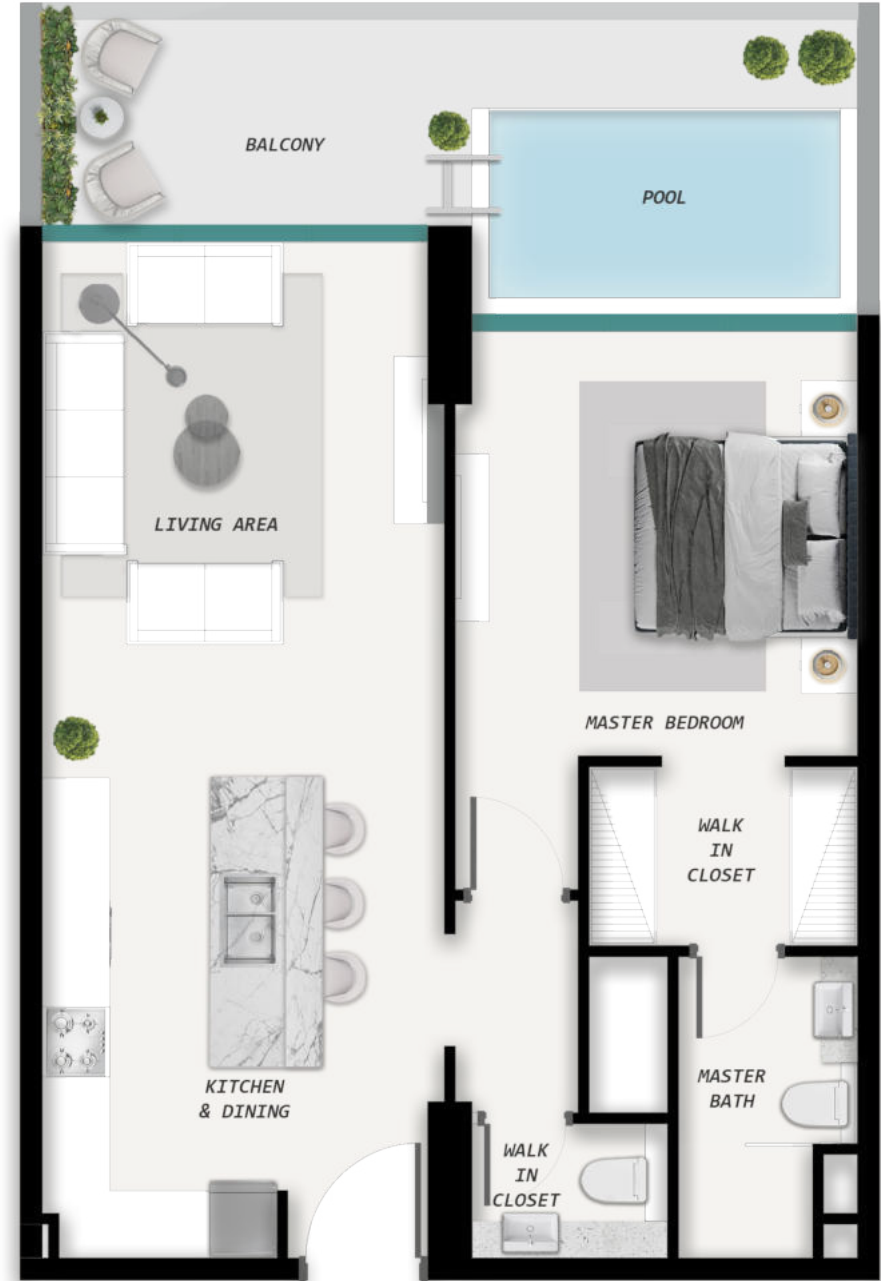 BALCONY
POOL
LIVING AREA
MASTER BEDROOM
WALK
IN
CLOSET
KITCHEN
& DINING
MASTER
BATH
WALK
IN
CLOSET